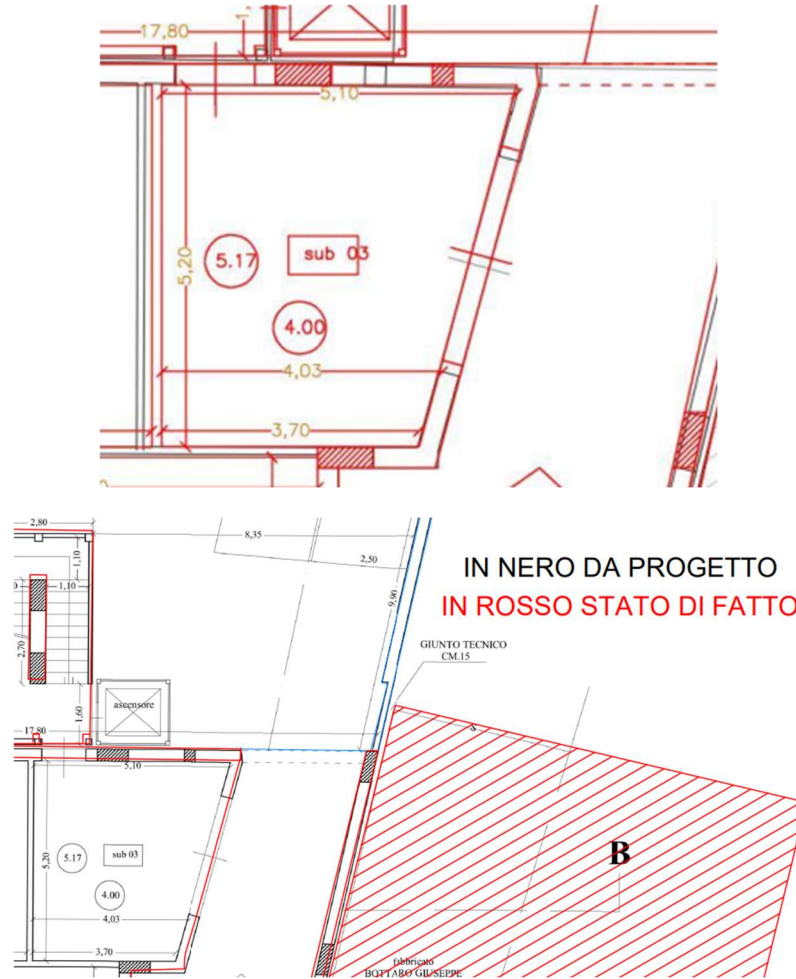 17,80
5,10
5,20
5.17
sub 03
4.00
4,03
3,70
2,80
8,35
2,50
1,10
1,10
9,90
2,70
IN NERO DA PROGETTO
IN ROSSO STATO DI FATTO
GIUNTO TECNICO
CM.15
ascensore
1,60
17,80
5,10
5.17
sub 03
5,20
4.00
4,03
3,70
B
fabbricato
BOTTARO GIUSEPPE